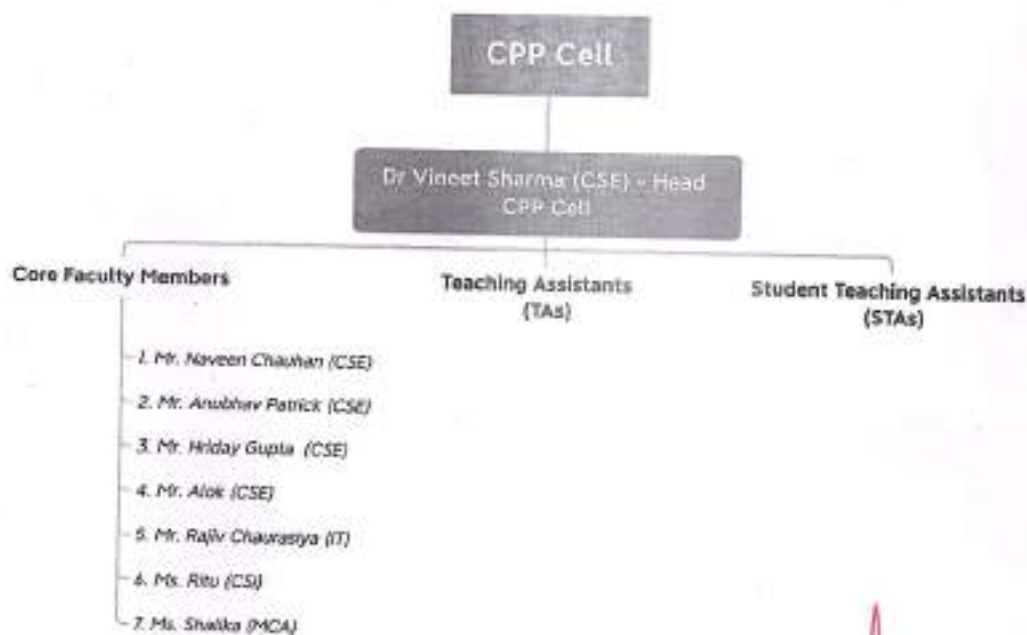 CPP Cell
Dr Vineet Sharma (CSE) - Head
CPP Cell
Core Faculty Members
Teaching Assistants
(TAs)
Student Teaching Assistants
(STAs)
1. Mr. Naveen Chauhan (CSE)
2. Mr. Anubhav Patrick (CSE)
3. Mr. Hriday Gupta (CSE)
4. Mr. Alok (CSE)
5. Mr. Rajiv Chaurasiya (IT)
6. Ms. Ritu (CSI)
7. Ms. Shalika (MCA)